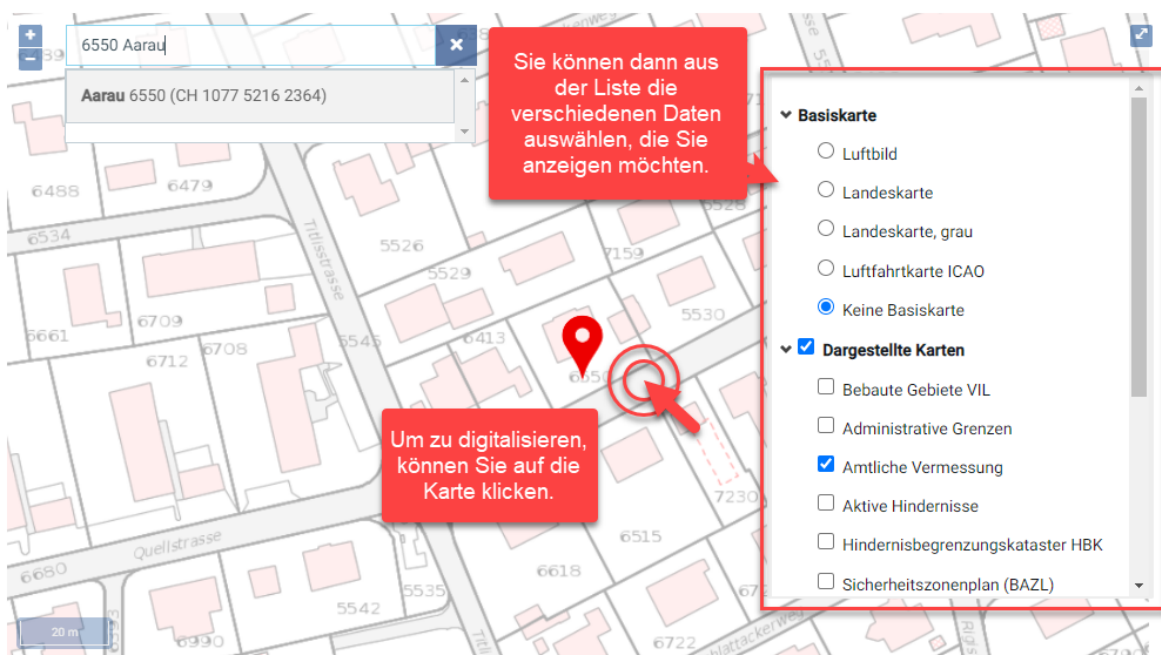 6550 Aarau
Aarau 6550 (CH 1077 5216 2364)
Sie können dann aus
der Liste die
verschiedenen Daten
auswählen, die Sie
anzeigen möchten.
Basiskarte
Luftbild
Landeskarte
Landeskarte, grau
Luftfahrtkarte ICAO
Keine Basiskarte
Dargestellte Karten
Bebaute Gebiete VIL
Administrative Grenzen
Amtliche Vermessung
Aktive Hindernisse
Hindernisbegrenzungskataster HBK
Sicherheitszonenplan (BAZL)
Um zu digitalisieren,
können Sie auf die
Karte klicken.
6488
6479
6534
Titlisstrasse
5526
5529
7159
6528
5530
6661
6709
6712
6708
5545
6413
6550
7230
Quellstrasse
6680
6515
6618
5535
5542
6990
6722
20 m